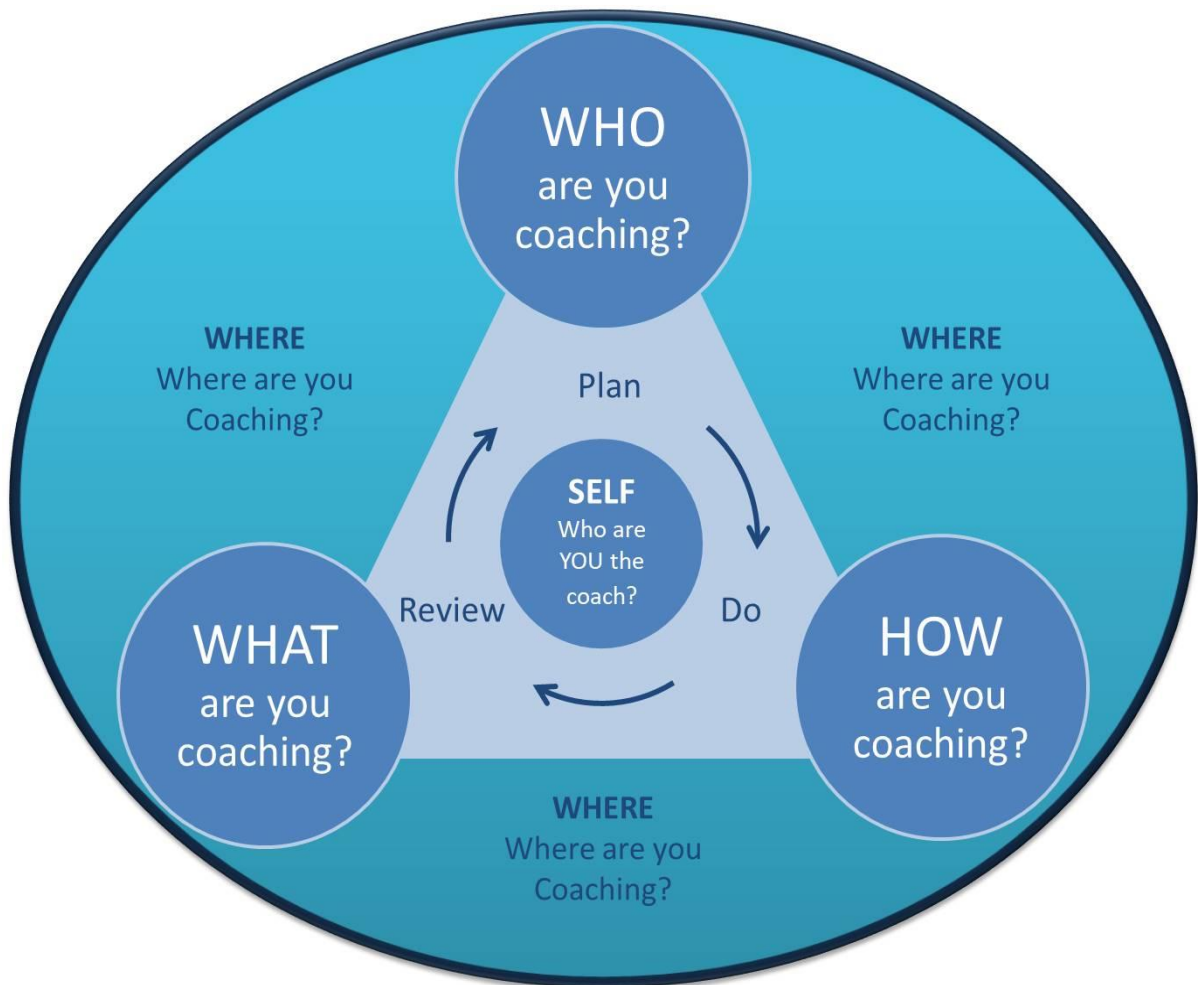 WHO
are you
coaching?
WHERE
Where are you
Coaching?
WHERE
Where are you
Coaching?
Plan
SELF
Who are
YOU the
coach?
Review
Do
WHAT
are you
coaching?
HOW
are you
coaching?
WHERE
Where are you
Coaching?